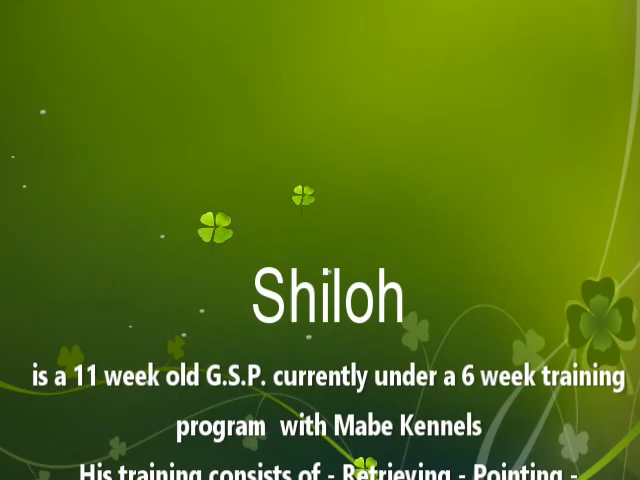 Shiloh
is a 11 week old G.S.P. currently under a 6 week training
program with Mabe Kennels
His training consists of - Retrieving - Pointing -